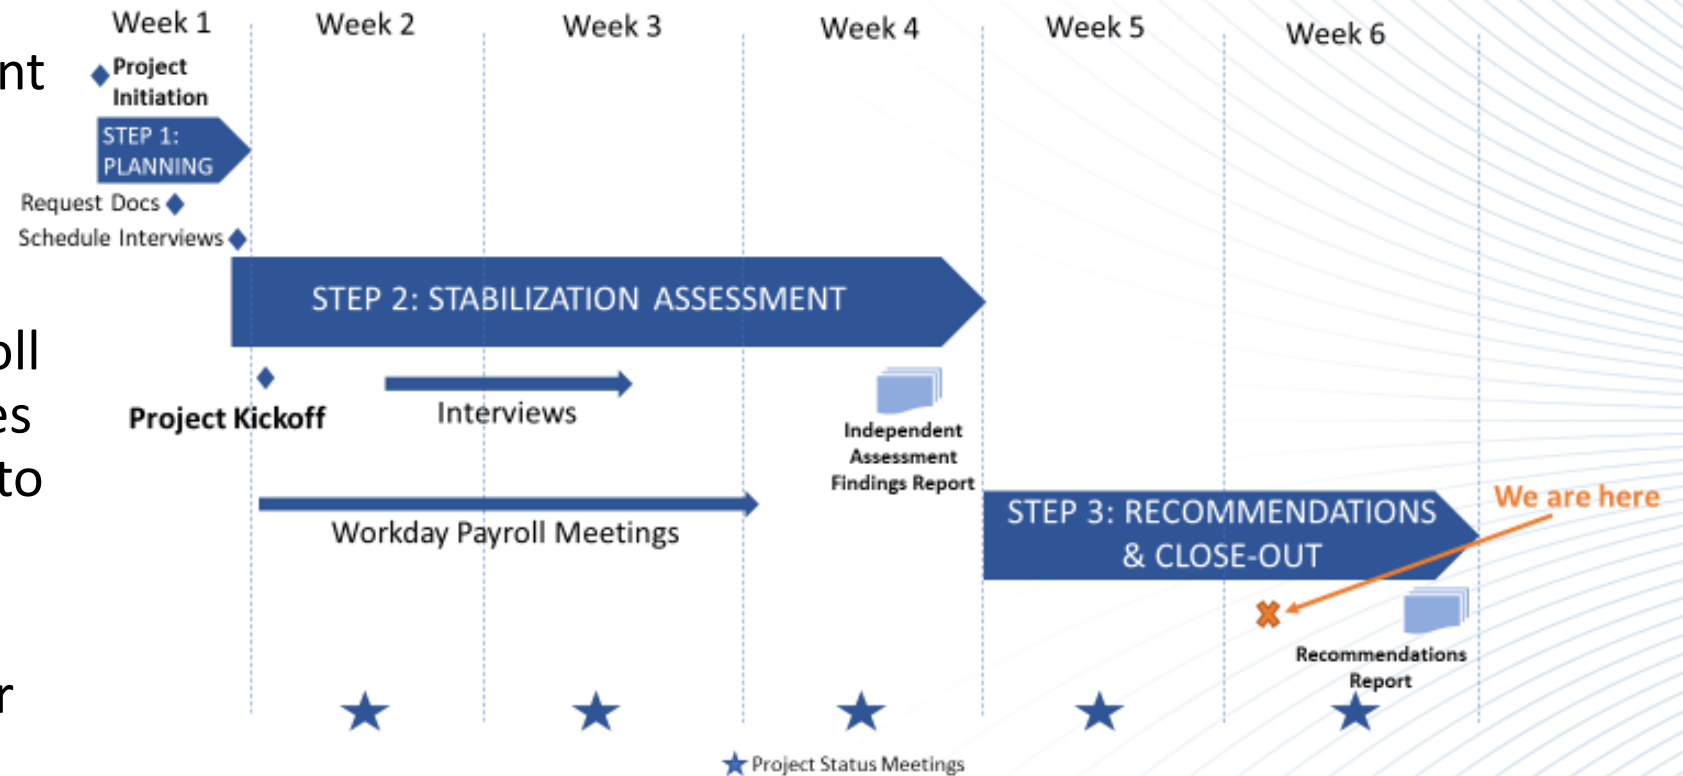 Week 1
Week 2
Week 3
Week 4
Week 5
Week 6
nt
Project
Initiation
STEP 1:
PLANNING
Request Docs
Schedule Interviews
STEP 2: STABILIZATION ASSESSMENT
oll
es
to
r
Project Kickoff
Interviews
Independent
Assessment
Findings Report
Workday Payroll Meetings
STEP 3: RECOMMENDATIONS
& CLOSE-OUT
We are here
Recommendations
Report
Project Status Meetings